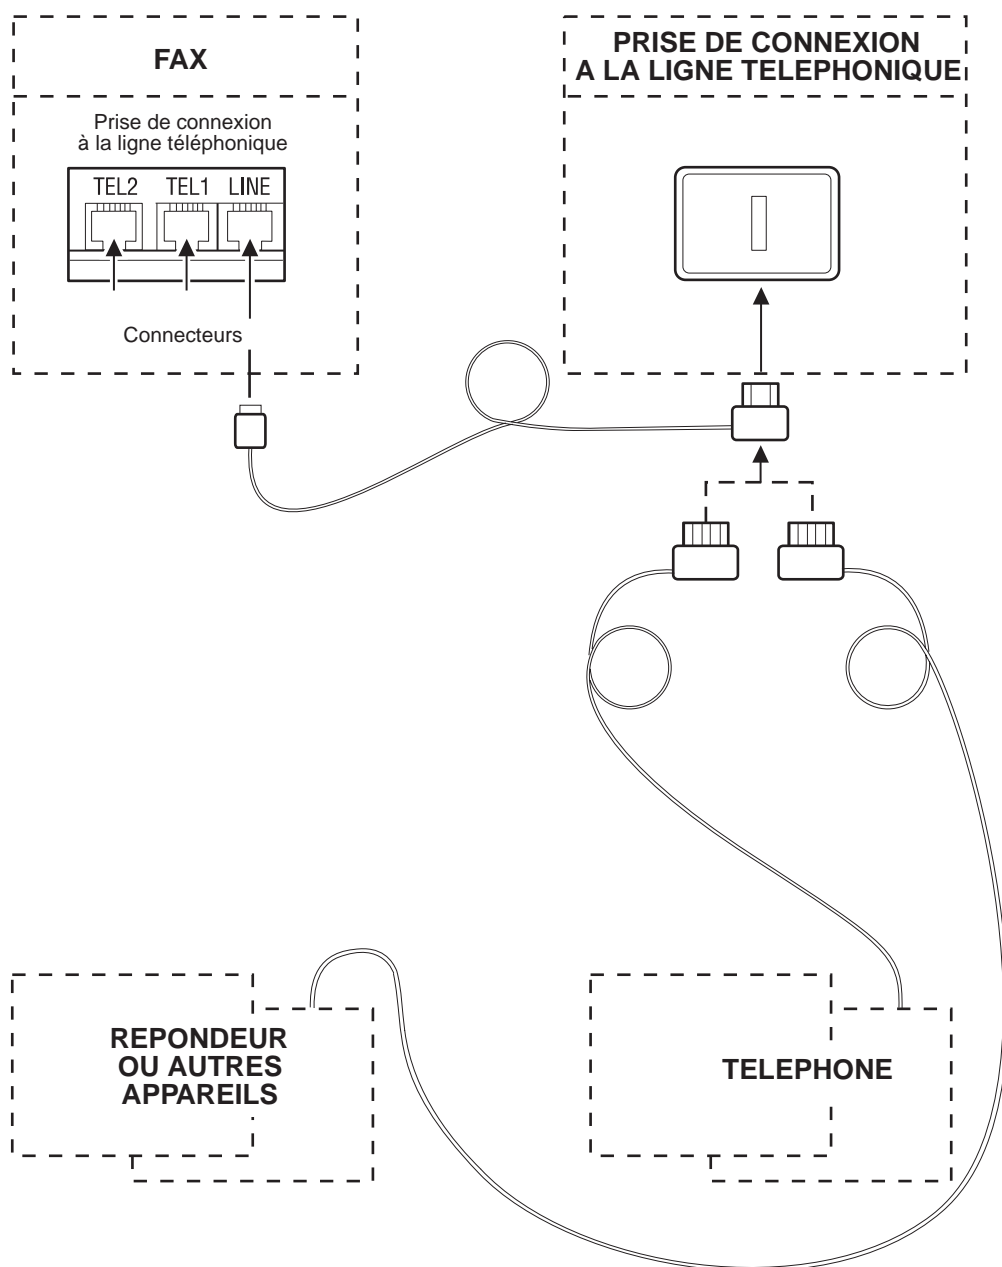 FAX
Prise de connexion
à la ligne téléphonique
TEL2 TEL1 LINE
Connecteurs
PRISE DE CONNEXION
A LA LIGNE TELEPHONIQUE
REPONDEUR
OU AUTRES
APPAREILS
TELEPHONE